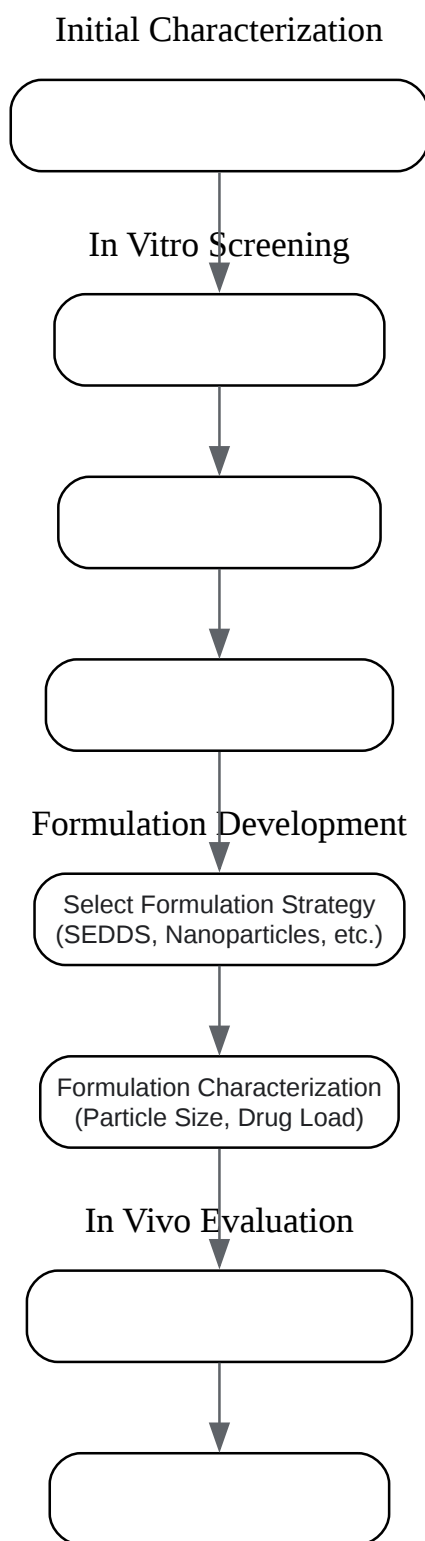 Initial Characterization
In Vitro Screening
Formulation Development
Select Formulation Strategy
(SEDDS, Nanoparticles, etc.)
Formulation Characterization
(Particle Size, Drug Load)
In Vivo Evaluation